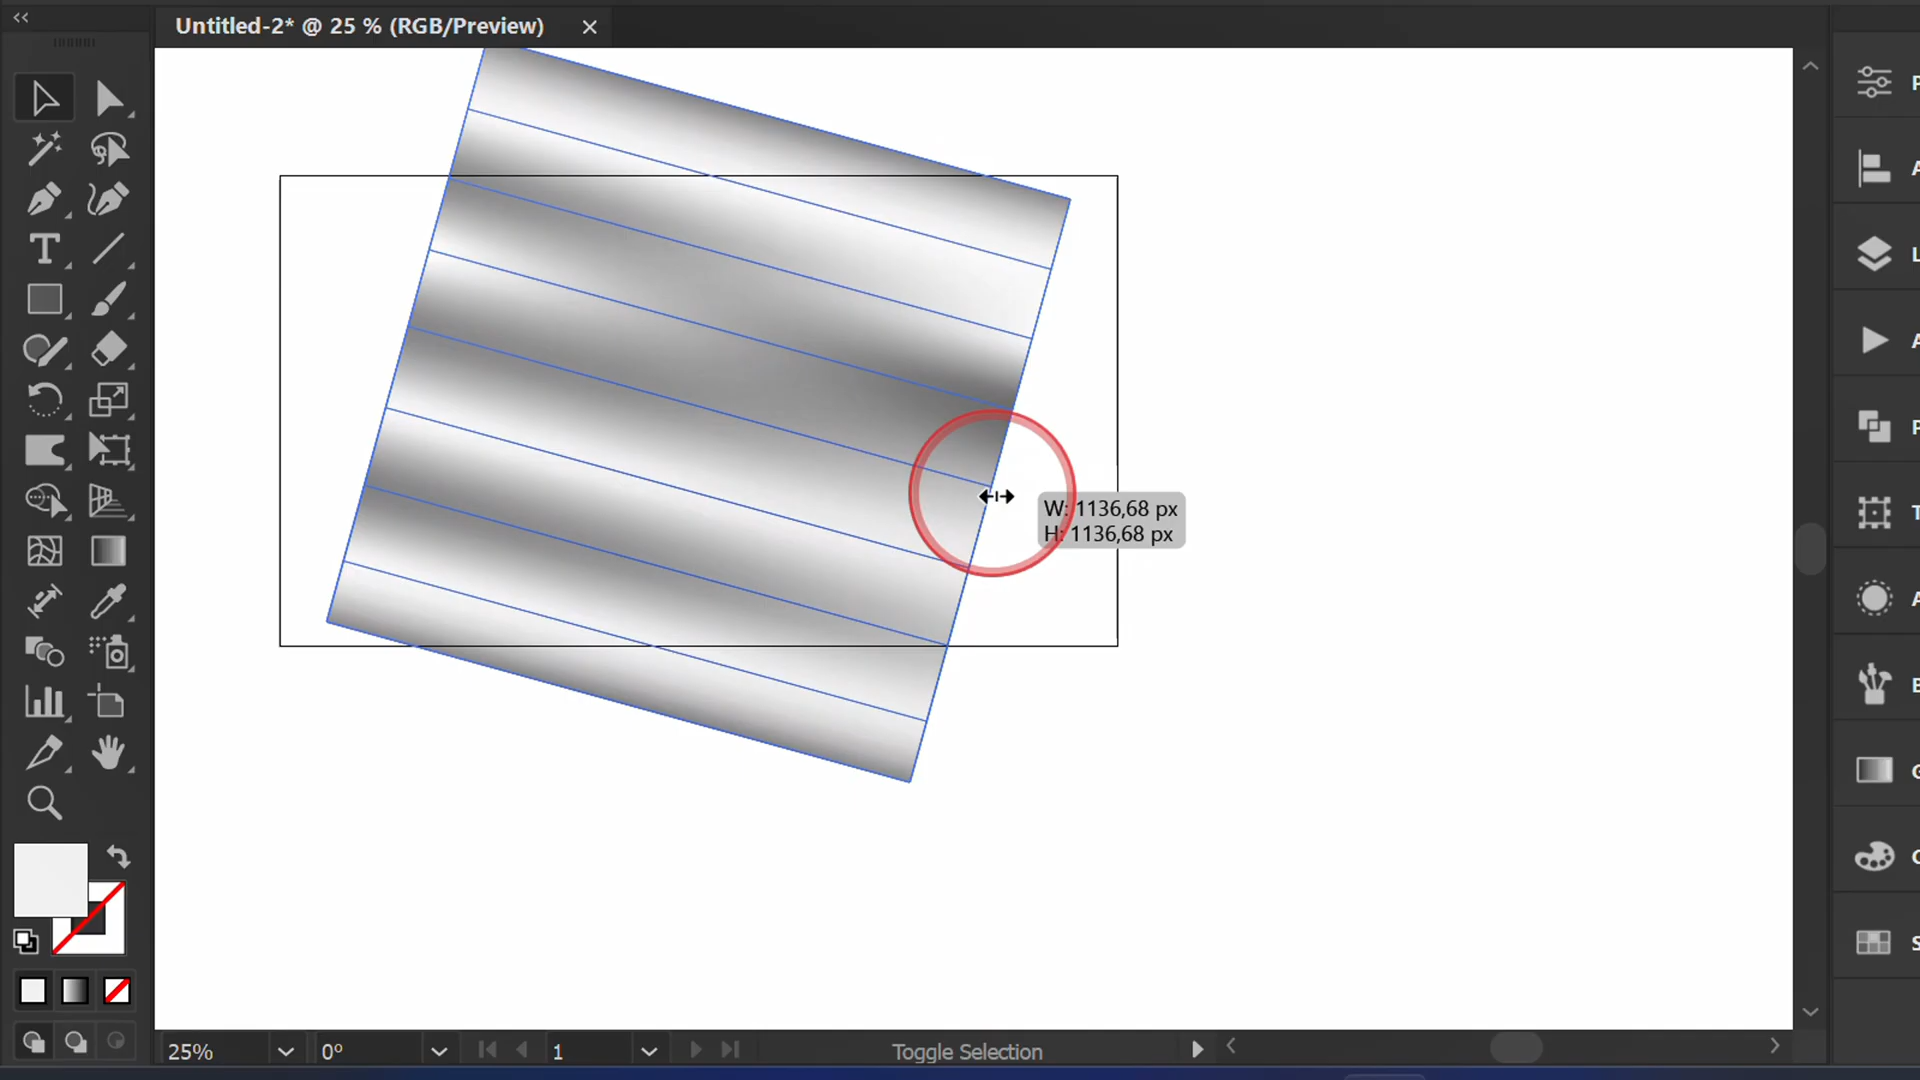 Untitled-2* @ 25 % (RGB/Preview)
W: 1136,68 px
H: 1136,68 px
25%
0°
1
Toggle Selection
P
A
L
A
P
T
A
B
G
C
S